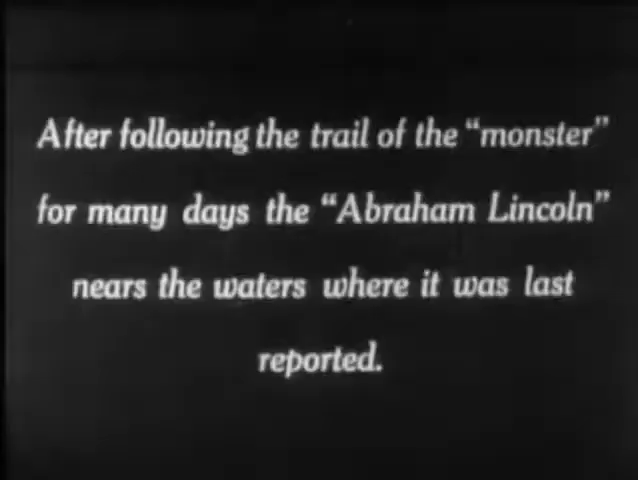 After following the trail of the “monster”
for many days the “Abraham Lincoln”
nears the waters where it was last
reported.